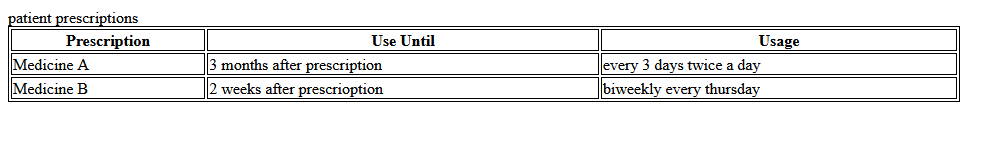 patient prescriptions
Prescription Use Until Usage
Medicine A 3 months after prescription every 3 days twice a day
Medicine B 2 weeks after prescrioption biweekly every thursday